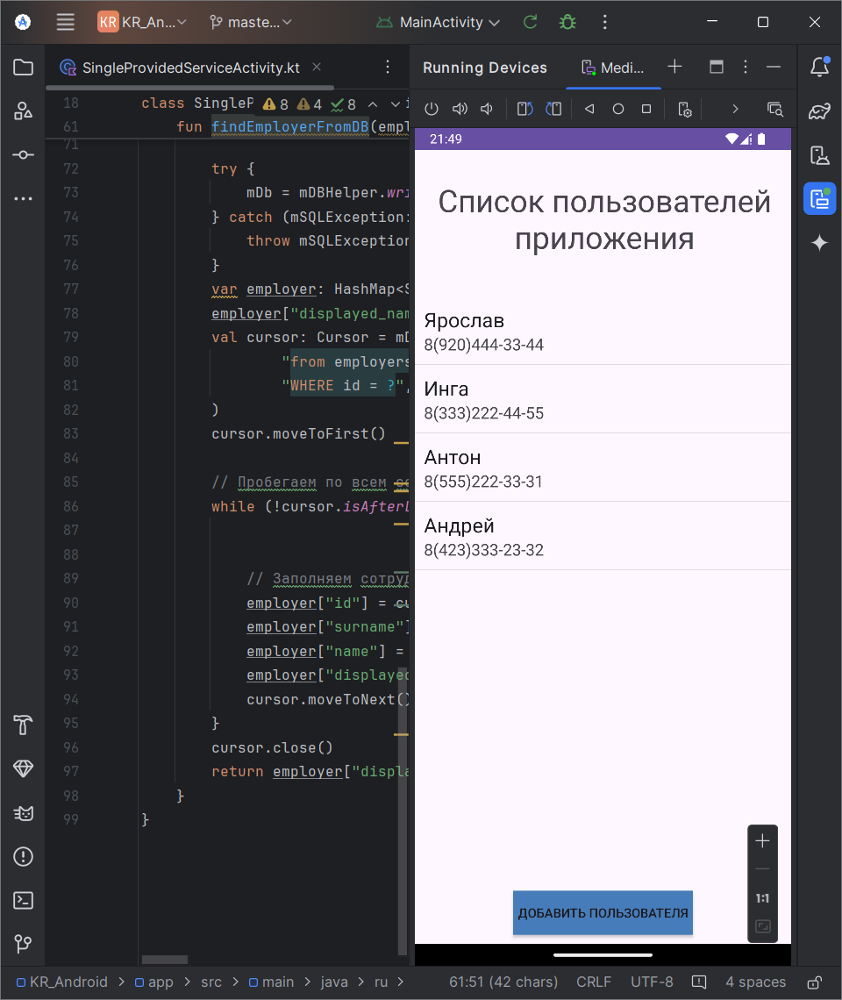 KR KR_An... maste... MainActivity
SingleProvidedServiceActivity.kt
Running Devices Medi...
18 class SingleP 8 4 8
61 fun findEmployerFromDB(empl
71
72 try {
73 mDb = mDBHelper.wri
74 } catch (mSQLException:
75 throw mSQLException
76 }
77 var employer: HashMap<S
78 employer["displayed_nam
79 val cursor: Cursor = mD
80 "from employers
81 "WHERE id = ?",
82 )
83 cursor.moveToFirst()
84
85 // Пробегаем по всем со
86 while (!cursor.isAfterL
87
88
89 // Заполняем сотруд
90 employer["id"] = cu
91 employer["surname"]
92 employer["name"] =
93 employer["displayed
94 cursor.moveToNext()
95 }
96 cursor.close()
97 return employer["displa
98 }
99 }
21:49
Список пользователей
приложения
Ярослав
8(920)444-33-44
Инга
8(333)222-44-55
Антон
8(555)222-33-31
Андрей
8(423)333-23-32
1:1
ДОБАВИТЬ ПОЛЬЗОВАТЕЛЯ
KR_Android > app > src > main > java > ru > 61:51 (42 chars) CRLF UTF-8 4 spaces